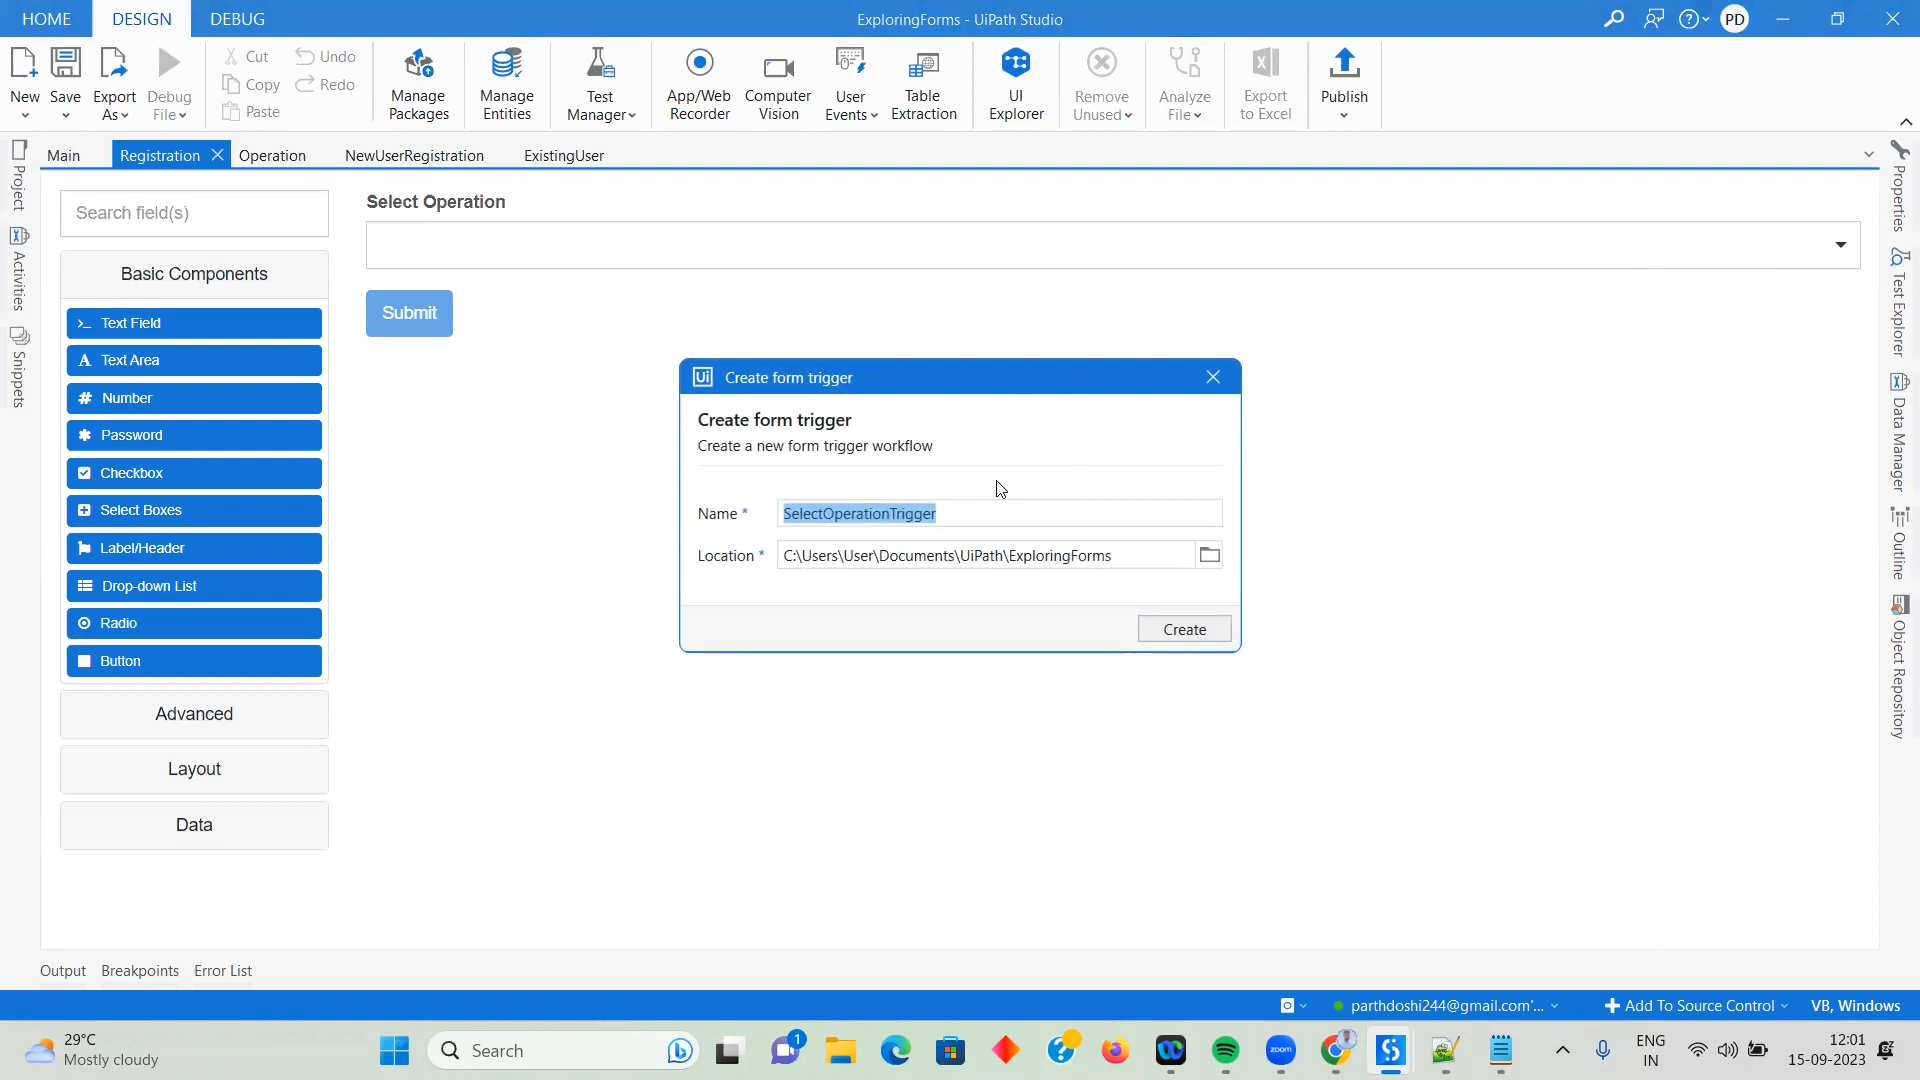 HOME DESIGN DEBUG
ExploringForms - UiPath Studio
PD
New
Save
Export As
Debug File
Cut
Copy
Paste
Undo
Redo
Manage Packages
Manage Entities
Test Manager
App/Web Recorder
Computer Vision
User Events
Table Extraction
UI Explorer
Remove Unused
Analyze File
Export to Excel
Publish
Main Registration Operation NewUserRegistration ExistingUser
Project
Activities
Snippets
Search field(s)
Basic Components
Text Field
Text Area
Number
Password
Checkbox
Select Boxes
Label/Header
Drop-down List
Radio
Button
Advanced
Layout
Data
Select Operation
Submit
Ui Create form trigger
Create form trigger
Create a new form trigger workflow
Name * SelectOperationTrigger
Location * C:\Users\User\Documents\UiPath\ExploringForms
Create
Properties
Test Explorer
Data Manager
Outline
Object Repository
Output Breakpoints Error List
parthdoshi244@gmail.com'... Add To Source Control VB, Windows
29°C
Mostly cloudy
Search
1
zoom
ENG
IN
12:01
15-09-2023